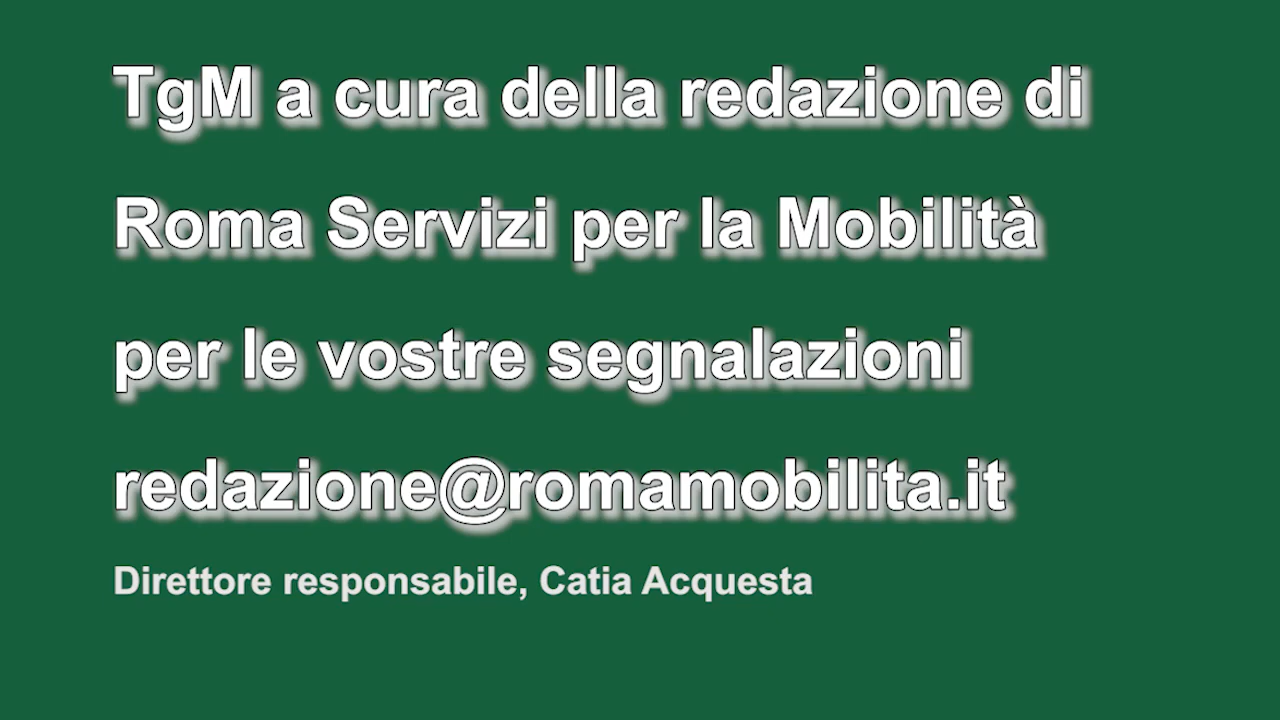 TgM a cura della redazione di
Roma Servizi per la Mobilità
per le vostre segnalazioni
redazione@romamobilita.it
Direttore responsabile, Catia Acquesta